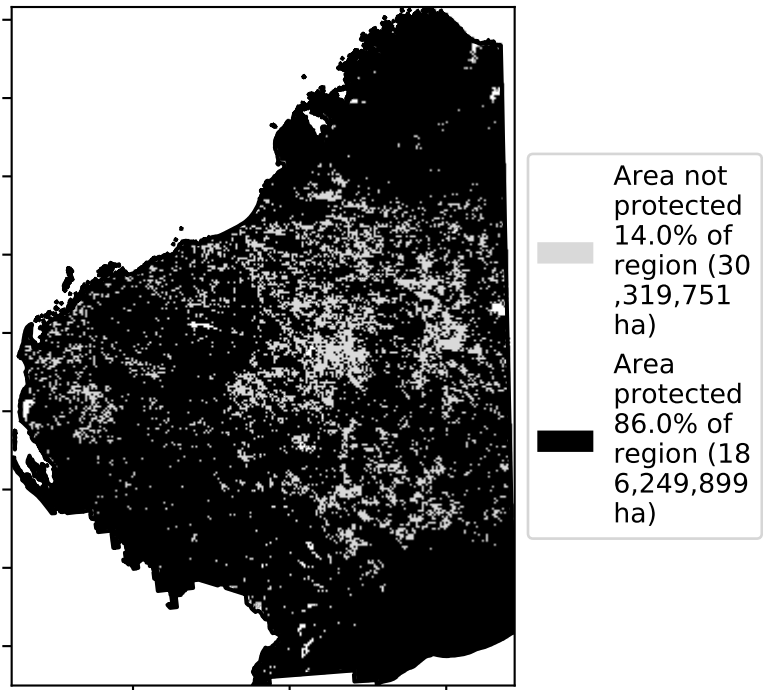 Area not
protected
14.0% of
region (30
,319,751
ha)
Area
protected
86.0% of
region (18
6,249,899
ha)